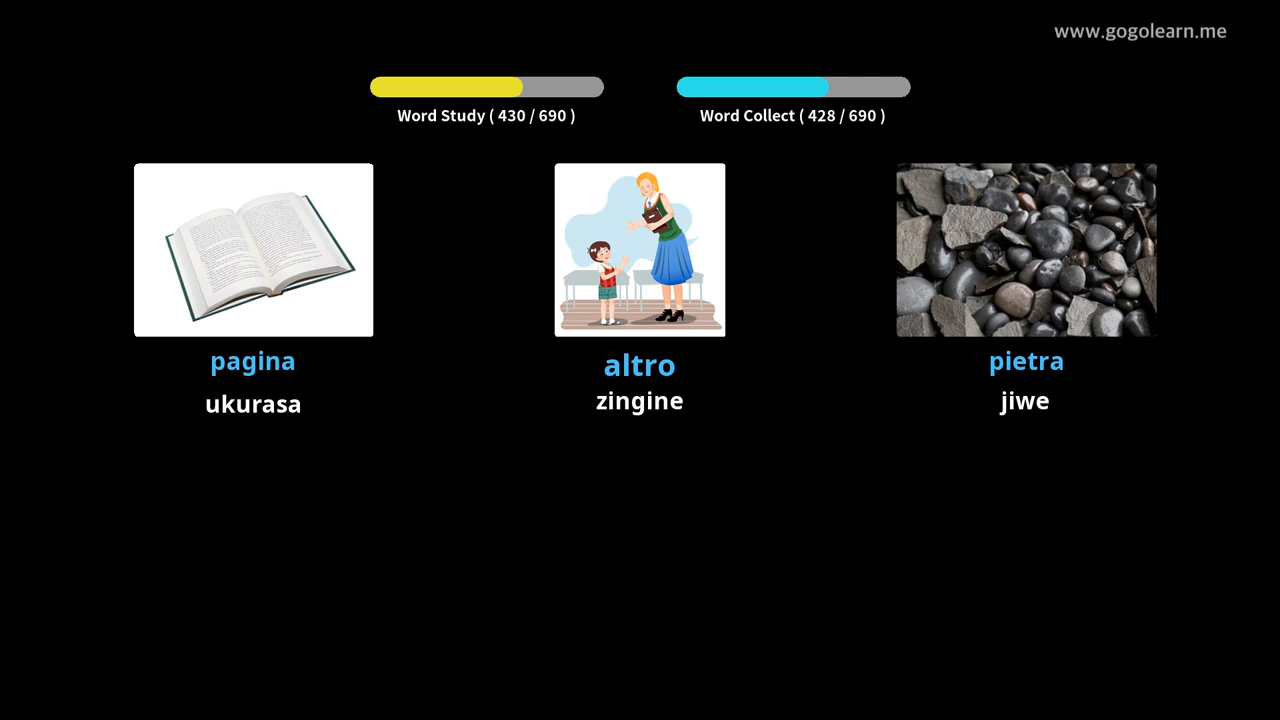 www.gogolearn.me
Word Study ( 430 / 690 )
Word Collect ( 428 / 690 )
pagina
ukurasa
altro
zingine
pietra
jiwe